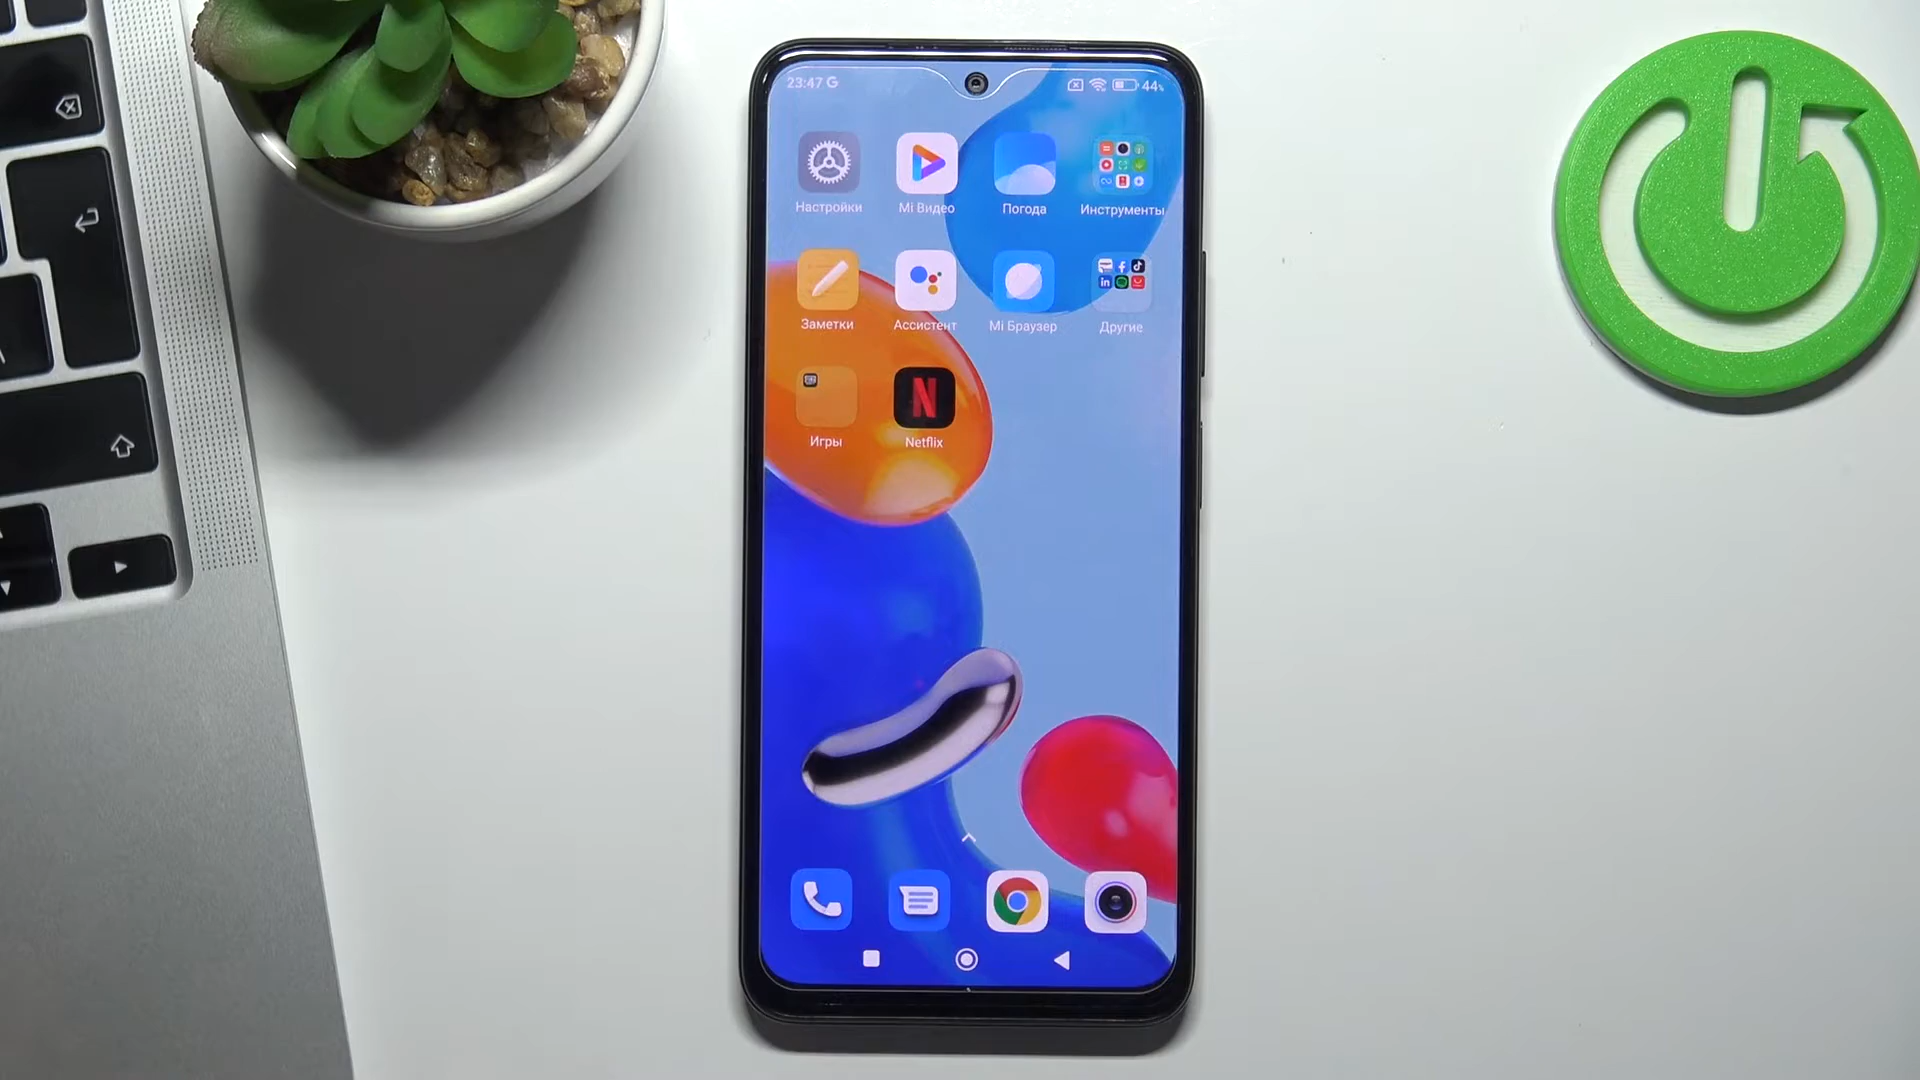 23:47 G 44%
Настройки Mi Видео Погода Инструменты
Заметки Ассистент Mi Браузер Другие
Игры Netflix